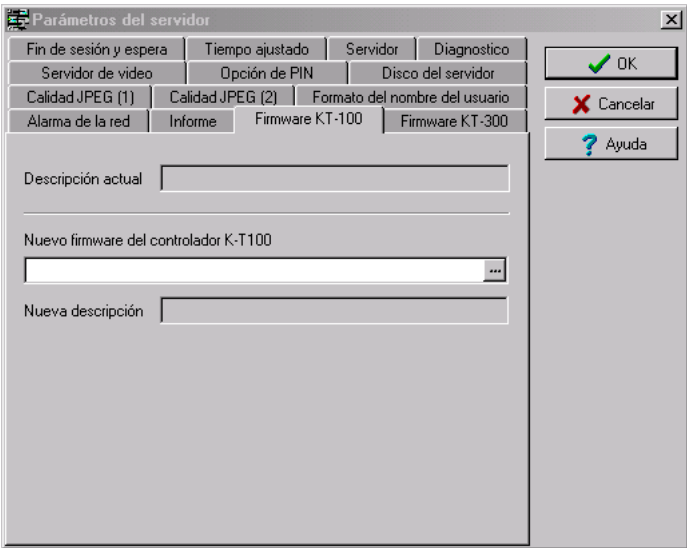 Parámetros del servidor
Fin de sesión y espera Tiempo ajustado Servidor Diagnostico
Servidor de video Opción de PIN Disco del servidor
Calidad JPEG (1) Calidad JPEG (2) Formato del nombre del usuario
Alarma de la red Informe Firmware KT-100 Firmware KT-300
OK
Cancelar
Ayuda
Descripción actual
Nuevo firmware del controlador K-T100
...
Nueva descripción